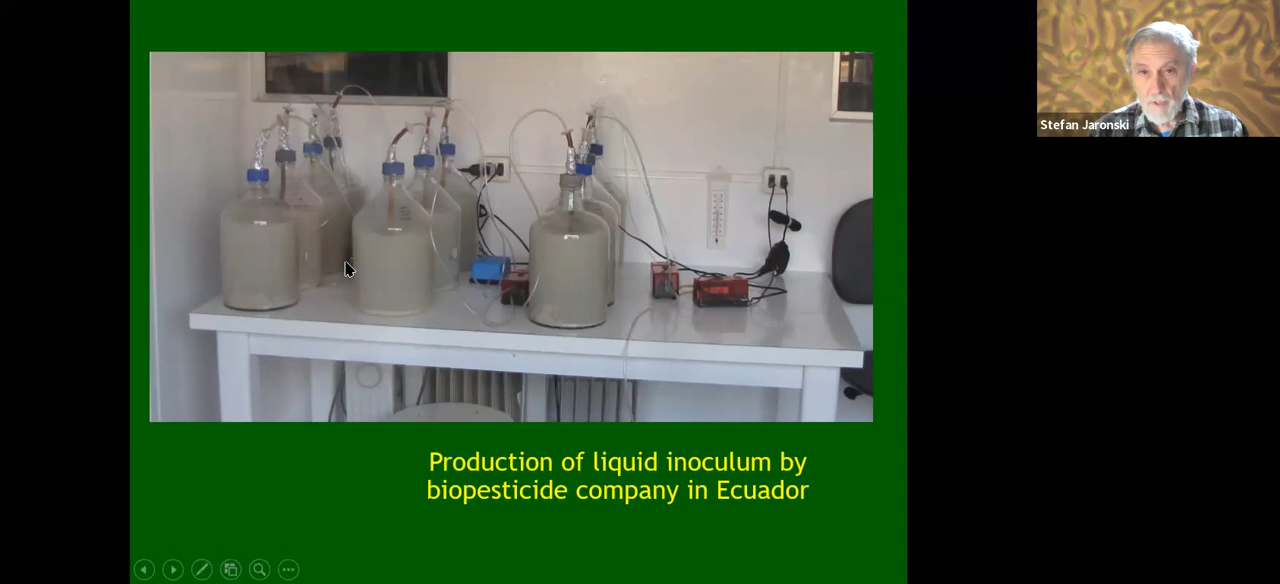 Stefan Jaronski
Production of liquid inoculum by
biopesticide company in Ecuador